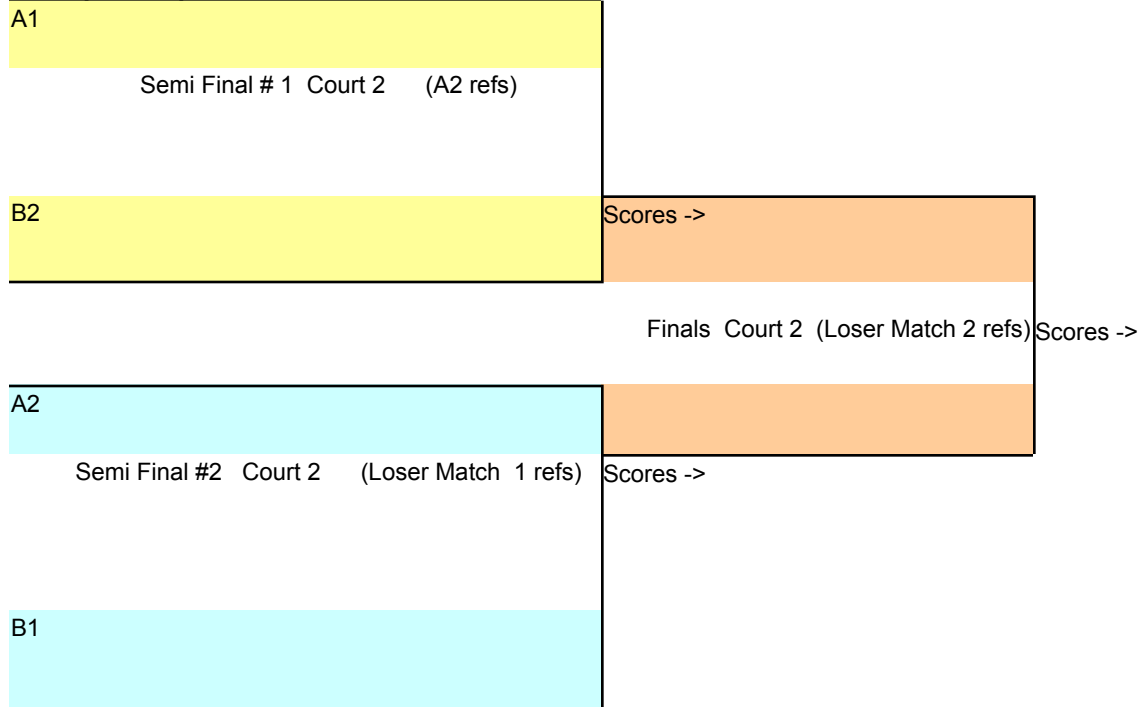 A1
Semi Final # 1 Court 2 (A2 refs)
B2
Scores ->
Finals Court 2 (Loser Match 2 refs)
Scores ->
A2
Semi Final #2 Court 2 (Loser Match 1 refs)
Scores ->
B1